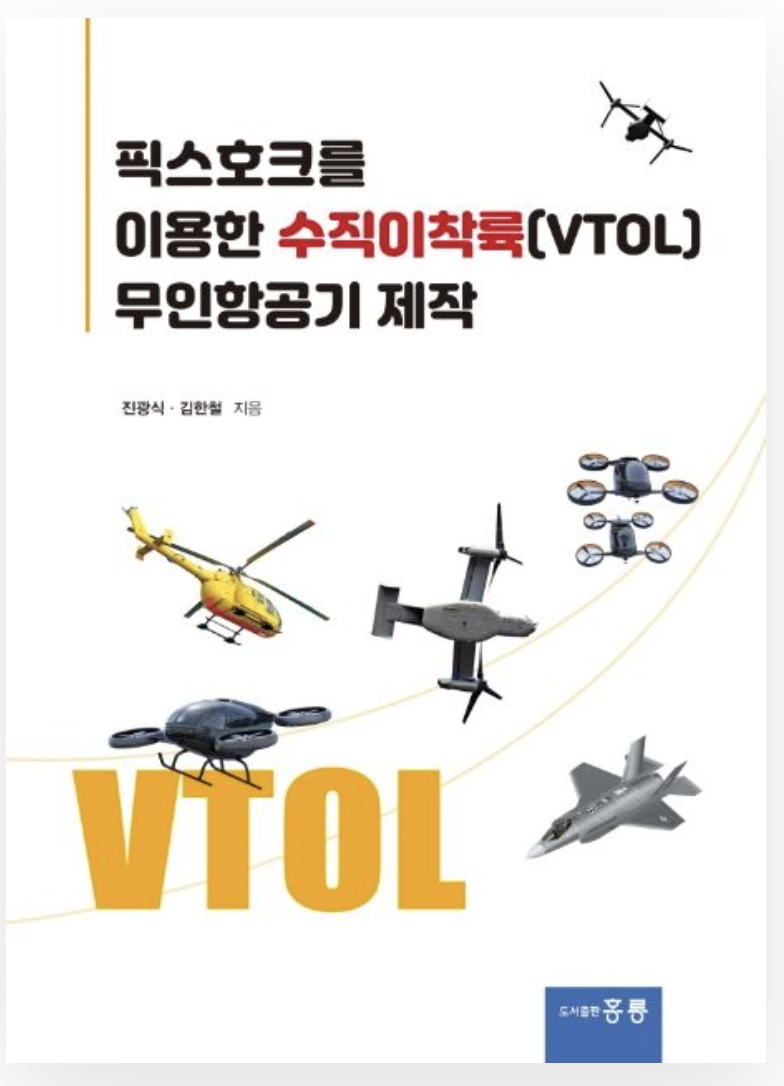 픽스호크를
이용한 수직이착륙(VTOL)
무인항공기 제작
진광식 · 김한철 지음
VTOL
도서출판 홍릉